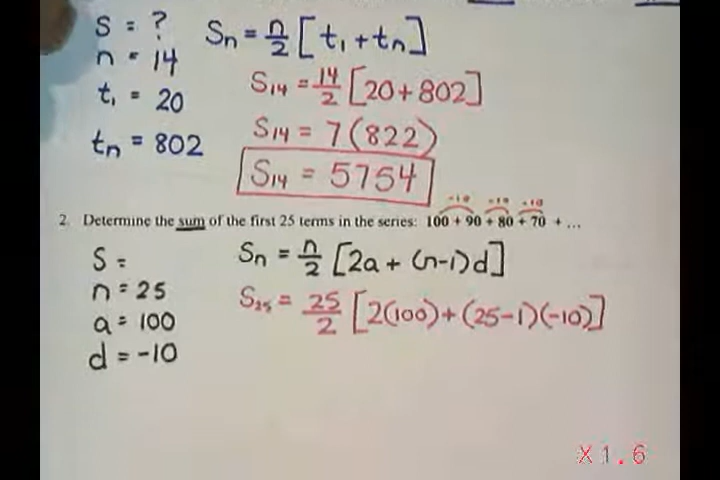 S = ?
n = 14
t₁ = 20
tₙ = 802
Sₙ = n/2 [t₁ + tₙ]
S₁₄ = 14/2 [20 + 802]
S₁₄ = 7(822)
S₁₄ = 5754
-10 -10 -10
2. Determine the sum of the first 25 terms in the series: 100 + 90 + 80 + 70 + ...
S =
n = 25
a = 100
d = -10
Sₙ = n/2 [2a + (n-1)d]
S₂₅ = 25/2 [2(100) + (25-1)(-10)]
X1.6